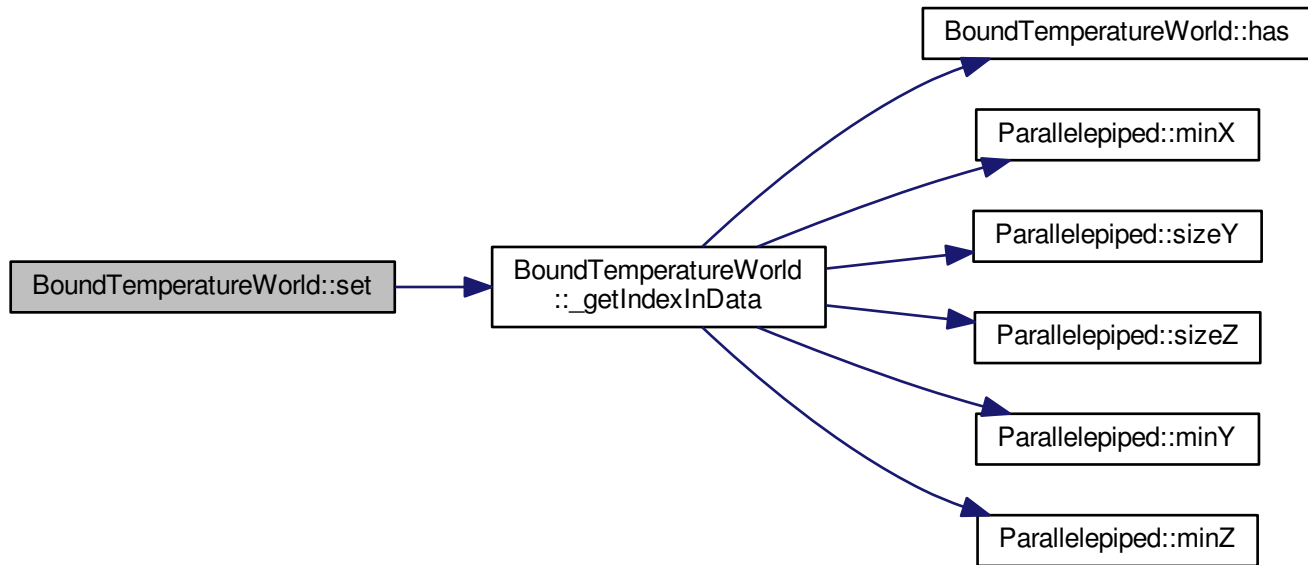 BoundTemperatureWorld::set
BoundTemperatureWorld
::_getIndexInData
BoundTemperatureWorld::has
Parallelepiped::minX
Parallelepiped::sizeY
Parallelepiped::sizeZ
Parallelepiped::minY
Parallelepiped::minZ